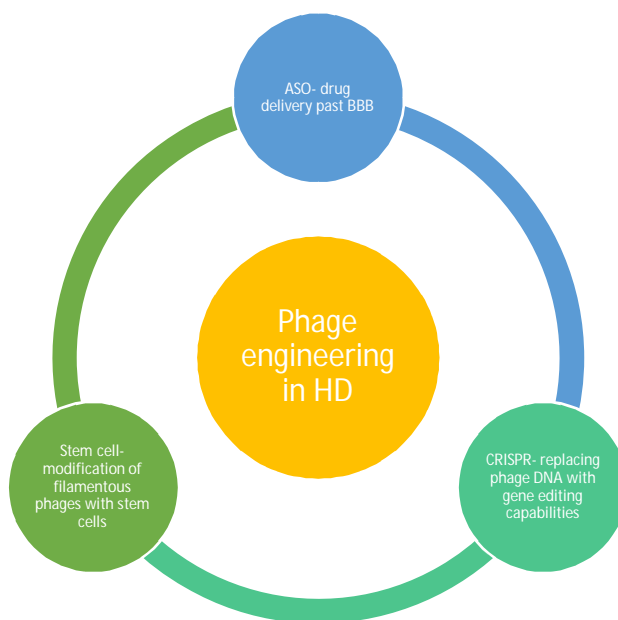 ASO- drug
delivery past BBB
Phage
engineering
in HD
Stem cell-
modification of
filamentous
phages with stem
cells
CRISPR- replacing
phage DNA with
gene editing
capabilities